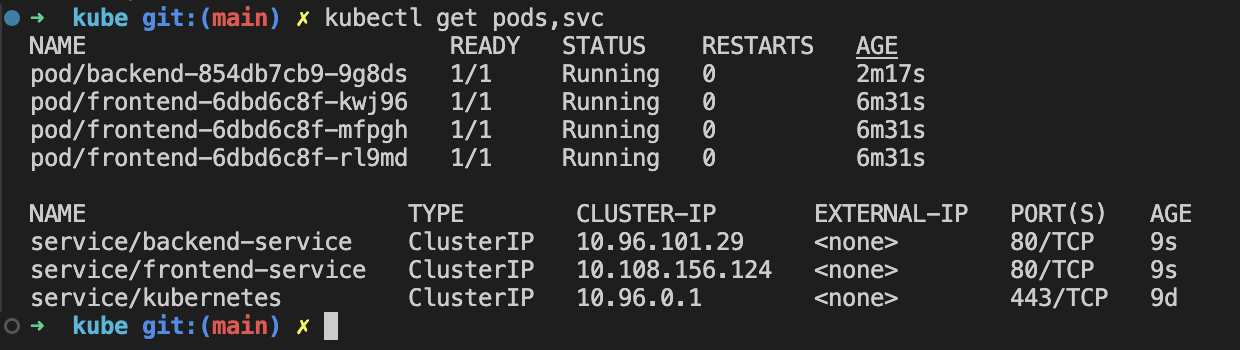 ➜ kube git:(main) ✗ kubectl get pods,svc
NAME READY STATUS RESTARTS AGE
pod/backend-854db7cb9-9g8ds 1/1 Running 0 2m17s
pod/frontend-6dbd6c8f-kwj96 1/1 Running 0 6m31s
pod/frontend-6dbd6c8f-mfpgh 1/1 Running 0 6m31s
pod/frontend-6dbd6c8f-rl9md 1/1 Running 0 6m31s
NAME TYPE CLUSTER-IP EXTERNAL-IP PORT(S) AGE
service/backend-service ClusterIP 10.96.101.29 <none> 80/TCP 9s
service/frontend-service ClusterIP 10.108.156.124 <none> 80/TCP 9s
service/kubernetes ClusterIP 10.96.0.1 <none> 443/TCP 9d
➜ kube git:(main) ✗